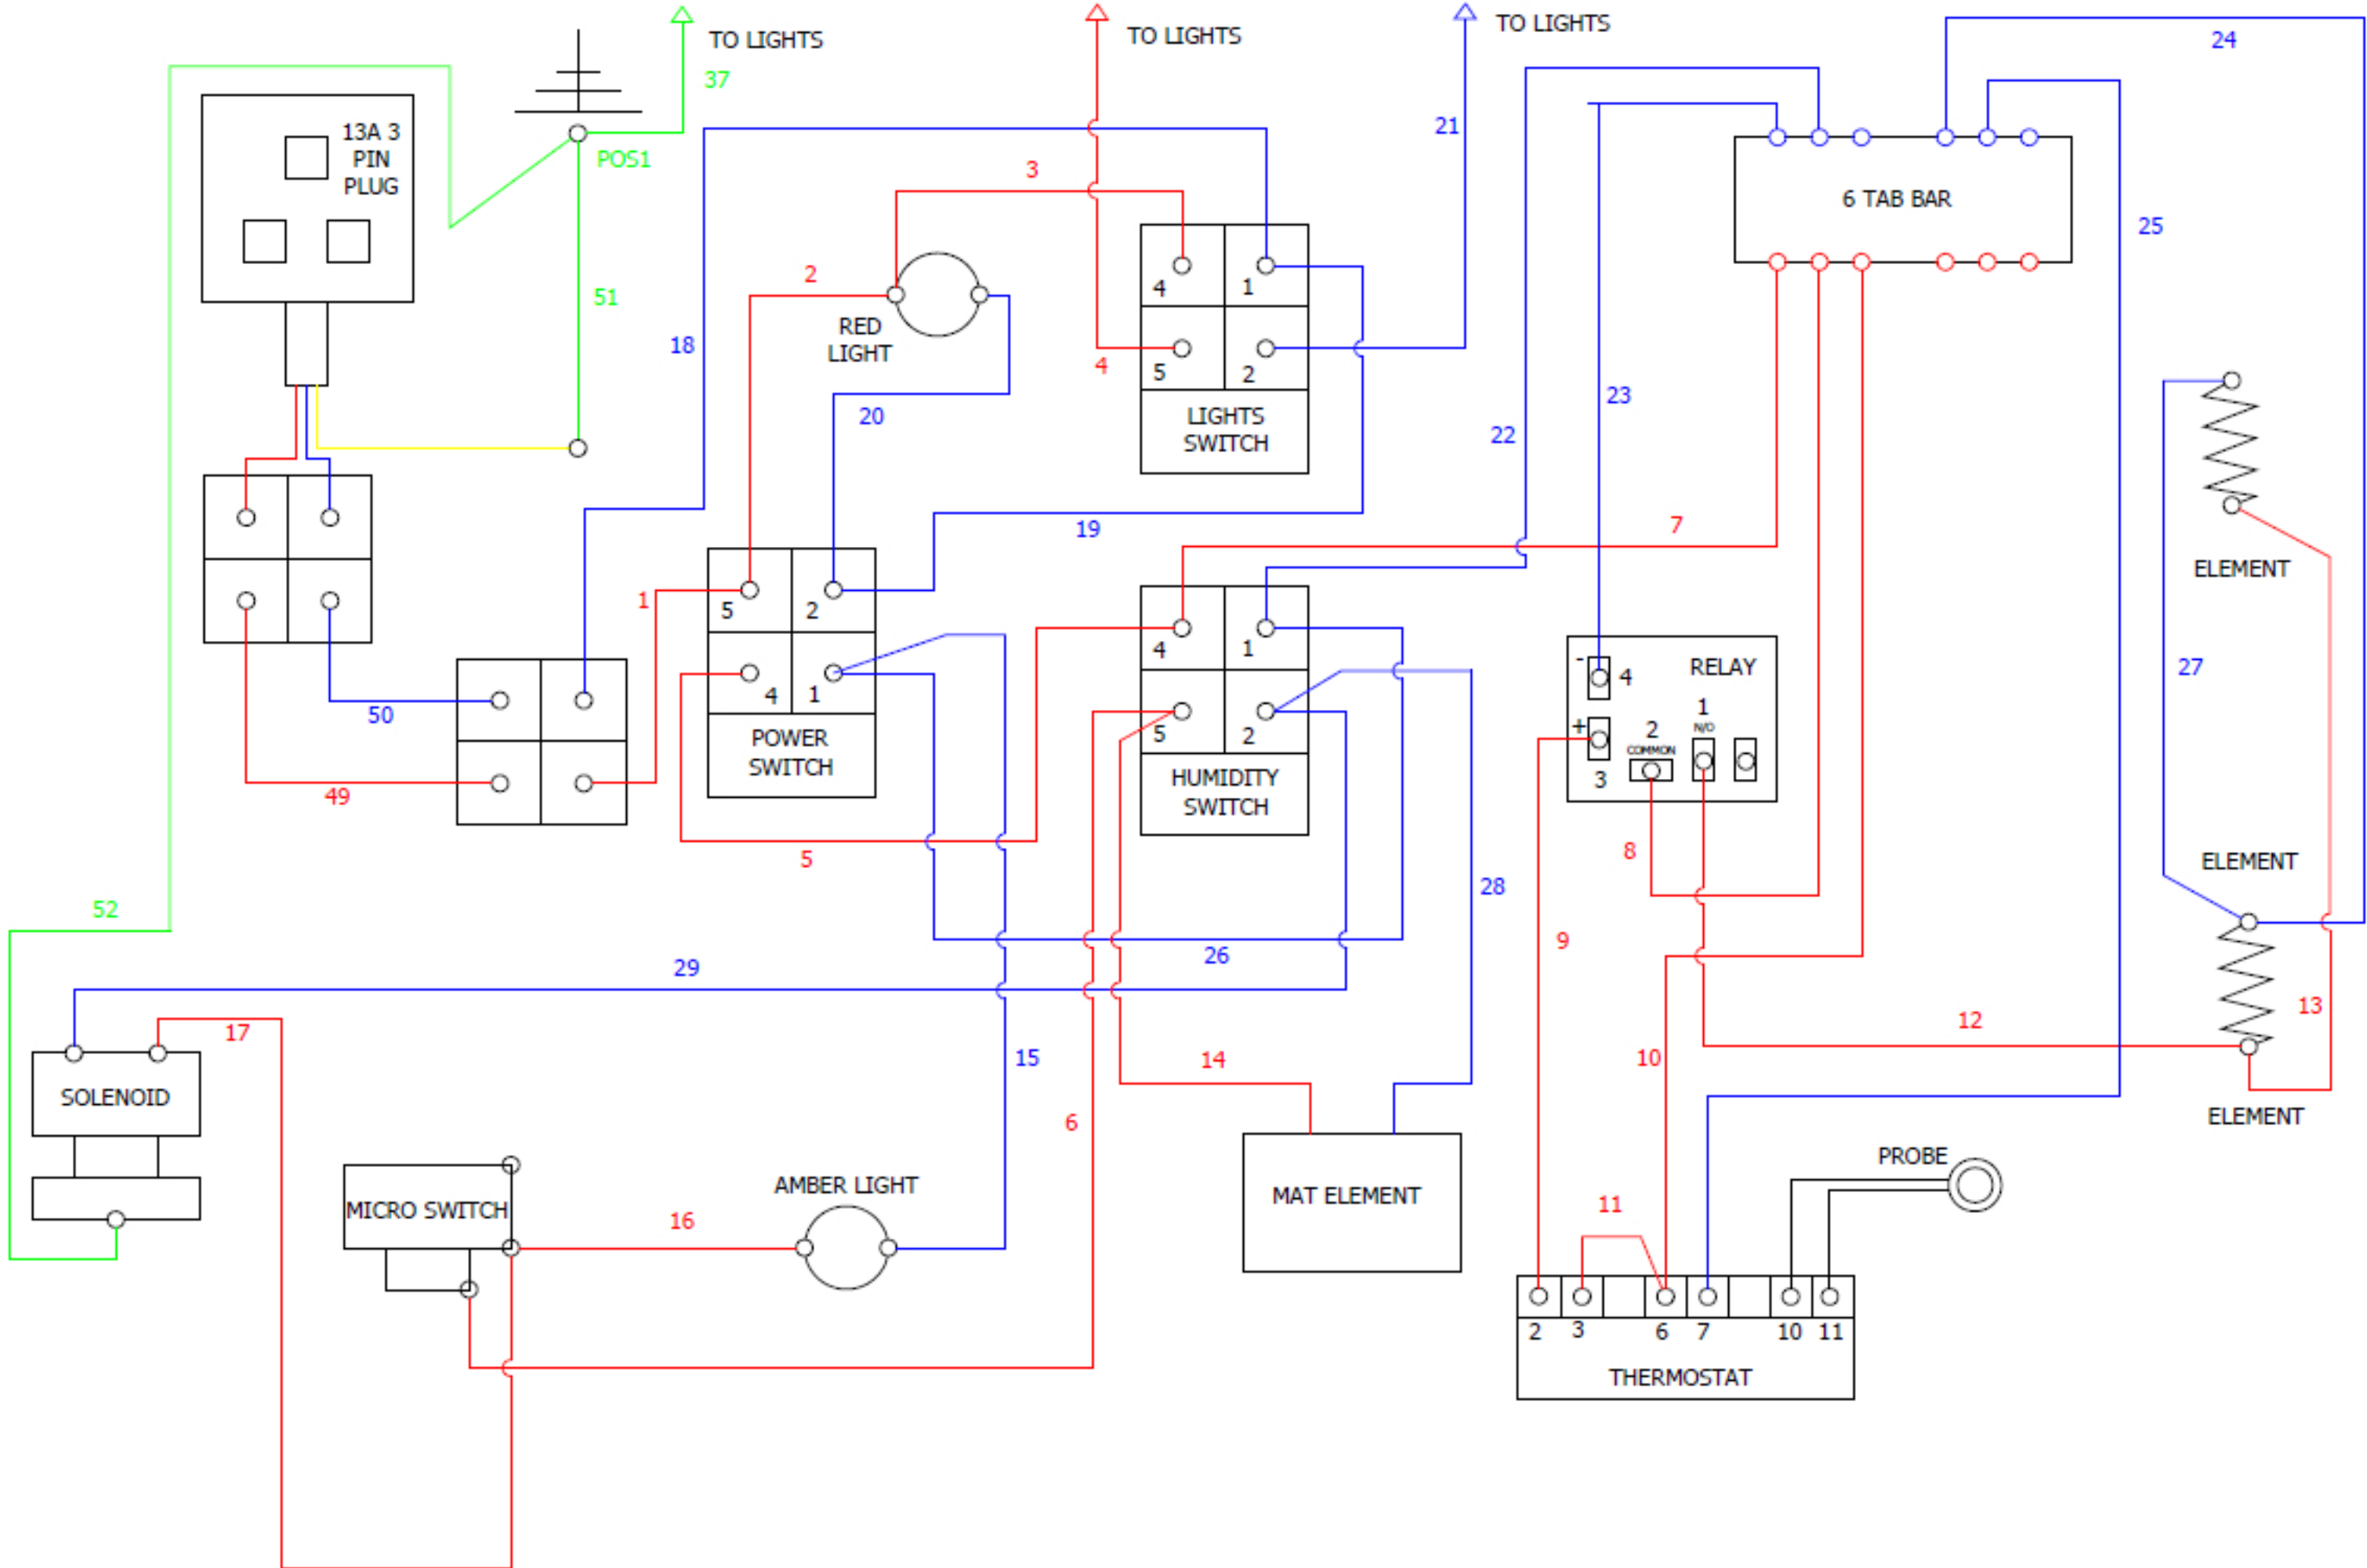 TO LIGHTS
37
TO LIGHTS
TO LIGHTS
24
13A 3
PIN
PLUG
POS1
51
18
3
2
RED
LIGHT
20
4
21
4
1
5
2
LIGHTS
SWITCH
19
22
23
7
6 TAB BAR
25
ELEMENT
27
ELEMENT
13
ELEMENT
50
49
1
5
2
4
1
POWER
SWITCH
5
4
1
5
2
HUMIDITY
SWITCH
28
26
-
4
RELAY
+
3
2
COMMON
1
N/O
8
9
10
12
52
29
17
SOLENOID
15
14
6
MICRO SWITCH
16
AMBER LIGHT
MAT ELEMENT
11
PROBE
2
3
6
7
10
11
THERMOSTAT